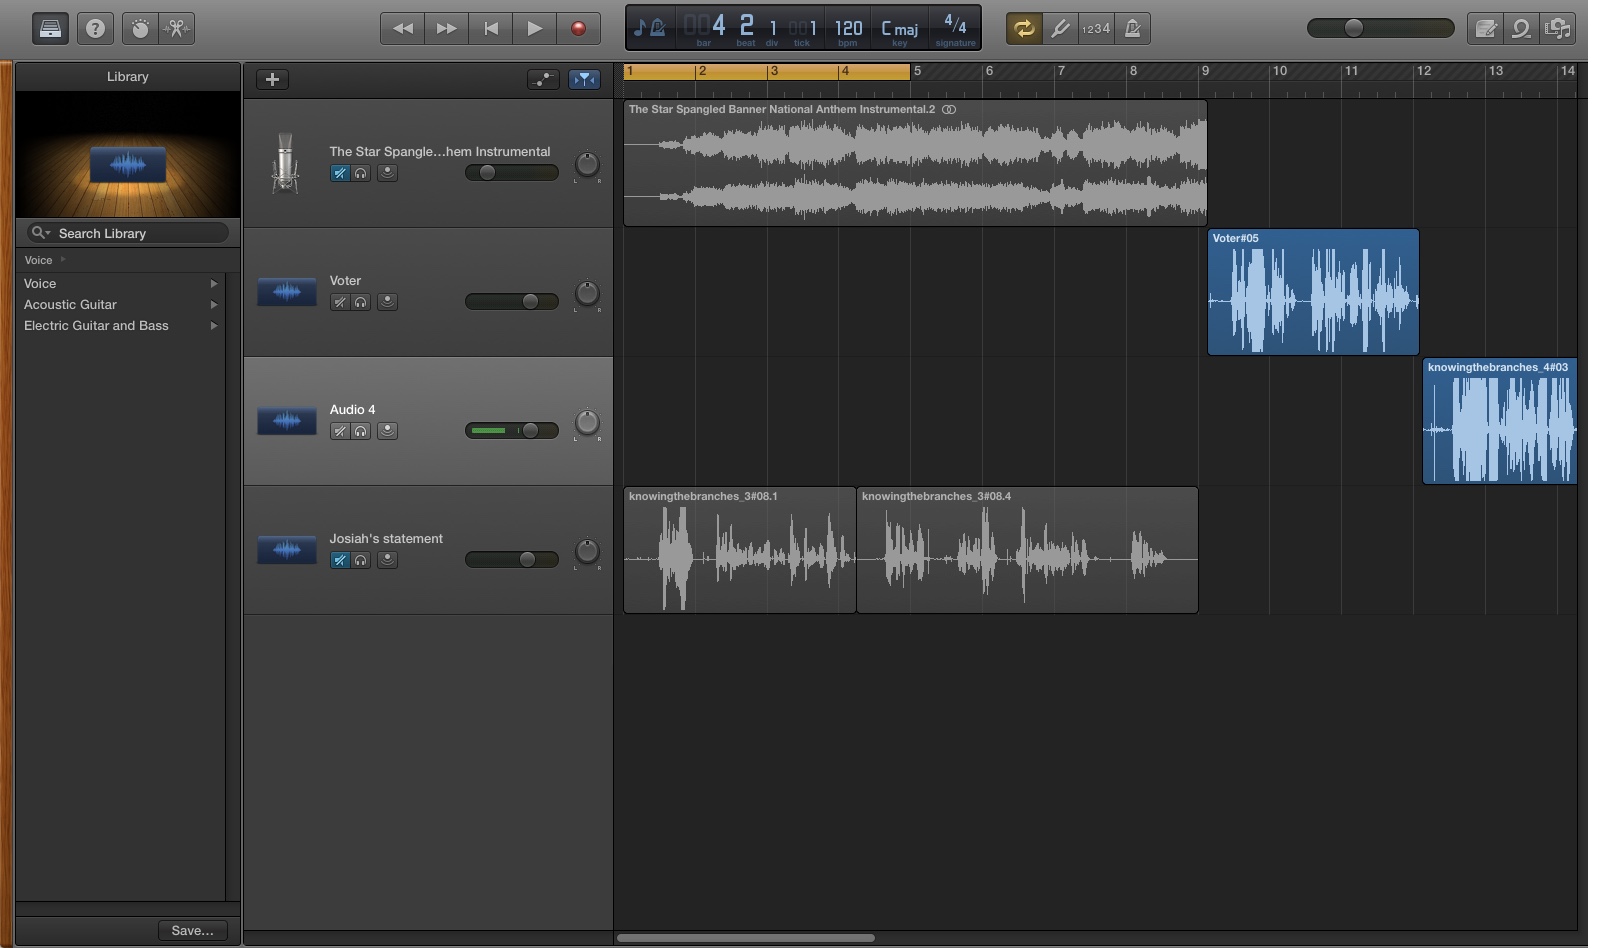 004 2 1 001 120 C maj 4/4
bar beat div tick bpm key signature
1234
Library
1 2 3 4 5 6 7 8 9 10 11 12 13 14
The Star Spangled Banner National Anthem Instrumental.2
The Star Spangle...hem Instrumental
L R
Search Library
Voter#05
Voice
Voice
Acoustic Guitar
Electric Guitar and Bass
Voter
L R
knowingthebranches_4#03
Audio 4
L R
knowingthebranches_3#08.1 knowingthebranches_3#08.4
Josiah's statement
L R
Save...